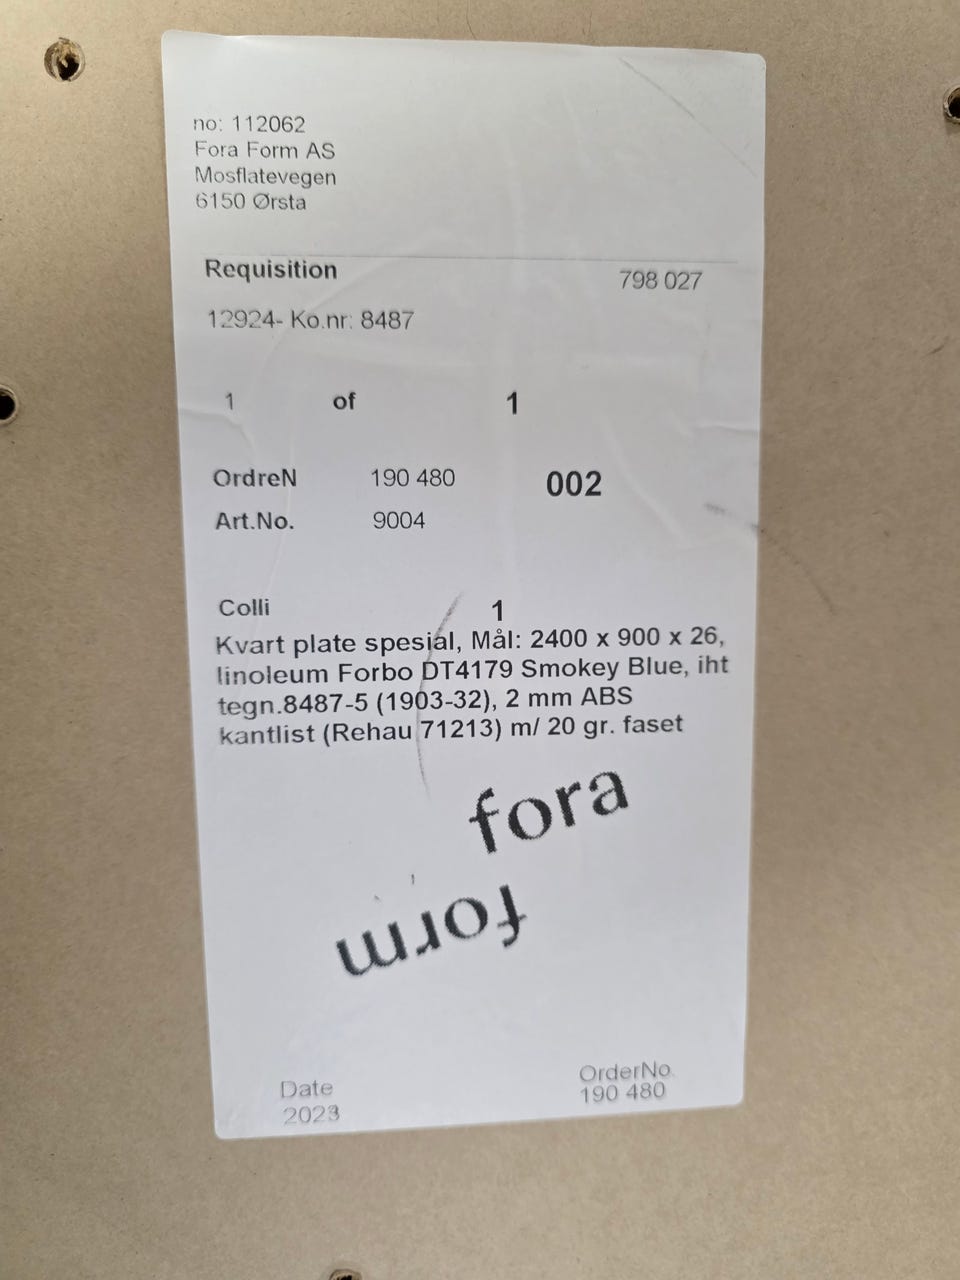 no: 112062
Fora Form AS
Mosflatevegen
6150 Ørsta
Requisition 798 027
12924- Ko.nr: 8487
1 of 1
OrdreN 190 480 002
Art.No. 9004
Colli 1
Kvart plate spesial, Mål: 2400 x 900 x 26,
linoleum Forbo DT4179 Smokey Blue, iht
tegn.8487-5 (1903-32), 2 mm ABS
kantlist (Rehau 71213) m/ 20 gr. faset
fora
form
Date OrderNo.
2023 190 480